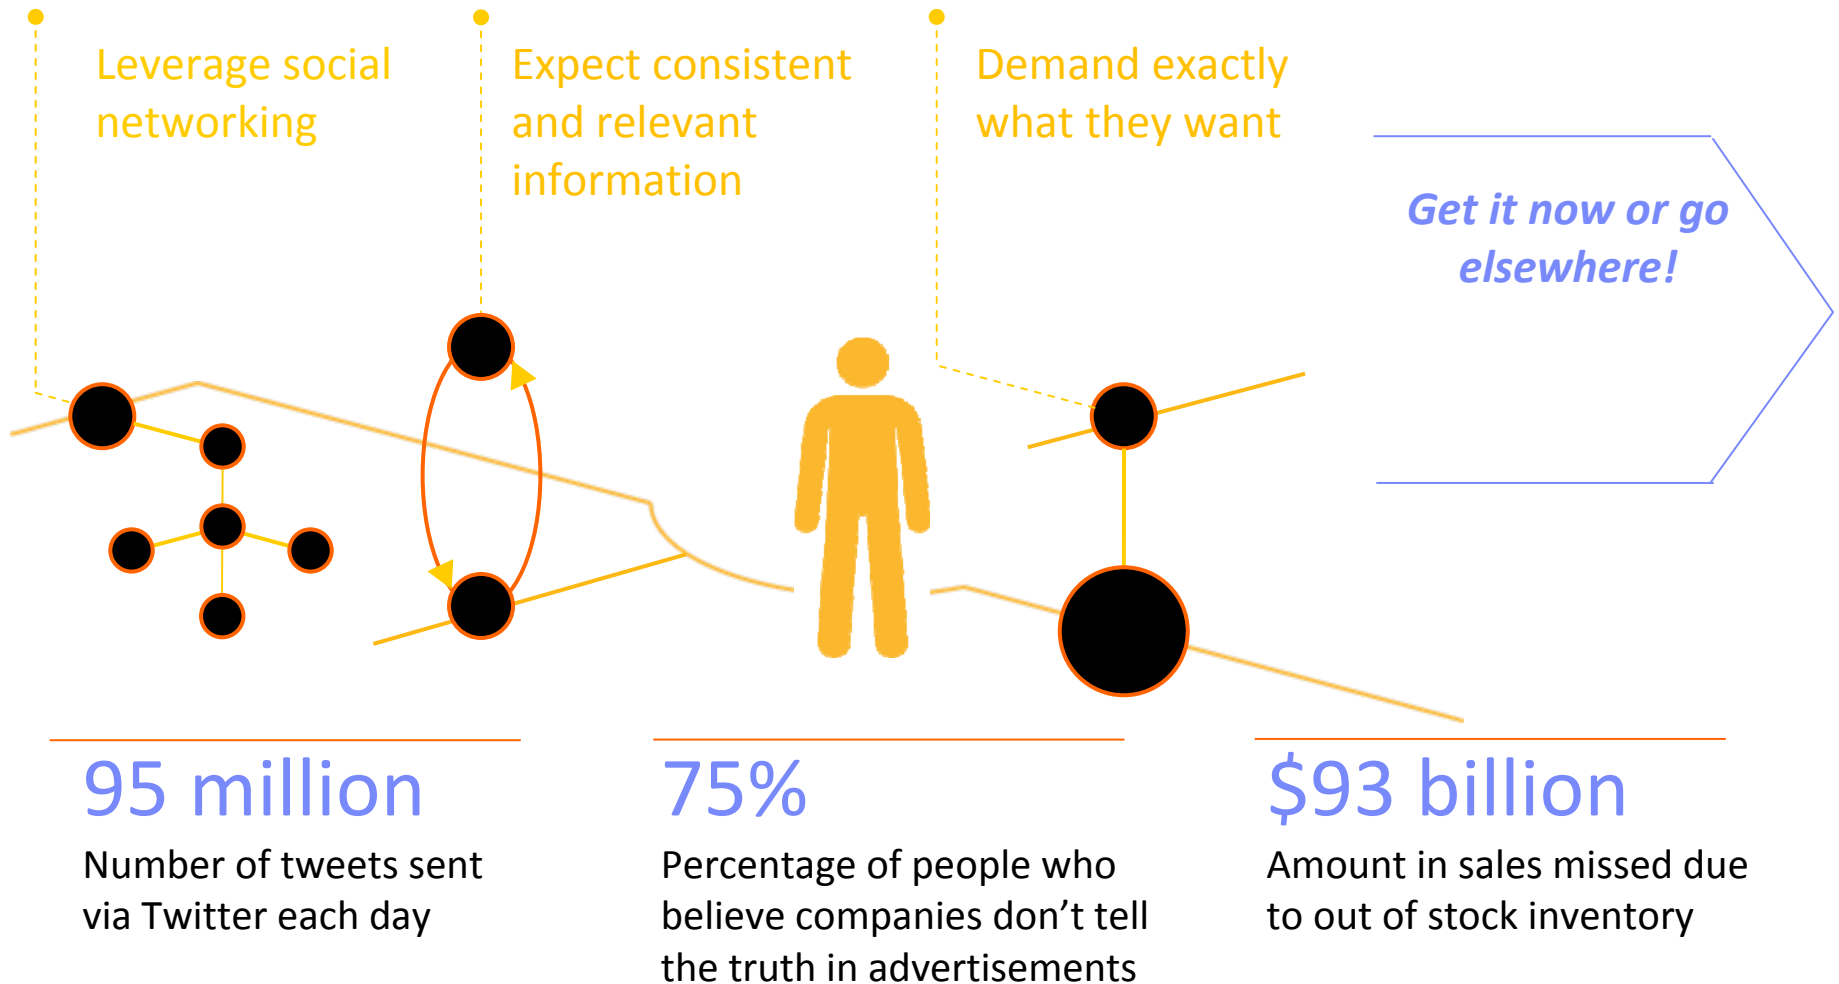 Leverage social
networking
Expect consistent
and relevant
information
Demand exactly
what they want
Get it now or go
elsewhere!
95 million
Number of tweets sent
via Twitter each day
75%
Percentage of people who
believe companies don’t tell
the truth in advertisements
$93 billion
Amount in sales missed due
to out of stock inventory